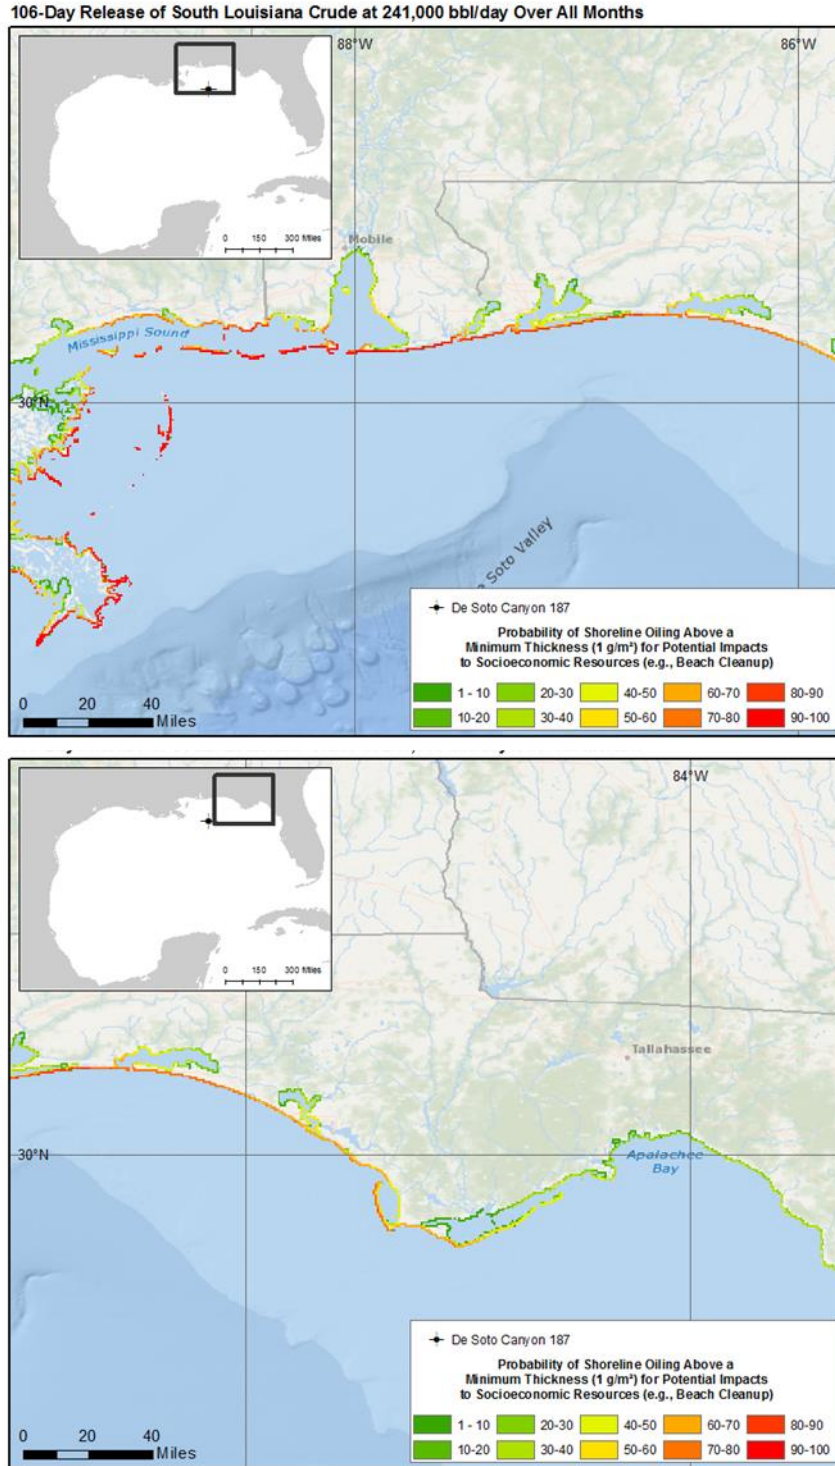 106-Day Release of South Louisiana Crude at 241,000 bbl/day Over All Months
88°W
86°W
0 150 300 Miles
Mobile
Mississippi Sound
30°N
Soto Valley
De Soto Canyon 187
Probability of Shoreline Oiling Above a
Minimum Thickness (1 g/m²) for Potential Impacts
to Socioeconomic Resources (e.g., Beach Cleanup)
1 - 10 20-30 40-50 60-70 80-90
10-20 30-40 50-60 70-80 90-100
0 20 40
Miles
84°W
0 150 300 Miles
Tallahassee
30°N
Apalachee
Bay
De Soto Canyon 187
Probability of Shoreline Oiling Above a
Minimum Thickness (1 g/m²) for Potential Impacts
to Socioeconomic Resources (e.g., Beach Cleanup)
1 - 10 20-30 40-50 60-70 80-90
10-20 30-40 50-60 70-80 90-100
0 20 40
Miles